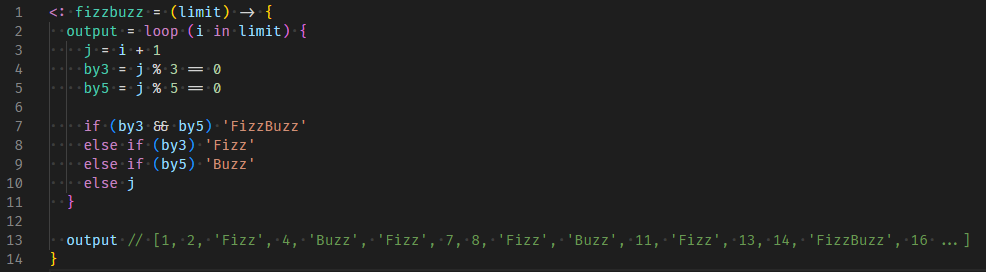 1 <: fizzbuzz = (limit) -> {
2 output = loop (i in limit) {
3 j = i + 1
4 by3 = j % 3 == 0
5 by5 = j % 5 == 0
6
7 if (by3 && by5) 'FizzBuzz'
8 else if (by3) 'Fizz'
9 else if (by5) 'Buzz'
10 else j
11 }
12
13 output // [1, 2, 'Fizz', 4, 'Buzz', 'Fizz', 7, 8, 'Fizz', 'Buzz', 11, 'Fizz', 13, 14, 'FizzBuzz', 16 ...]
14 }